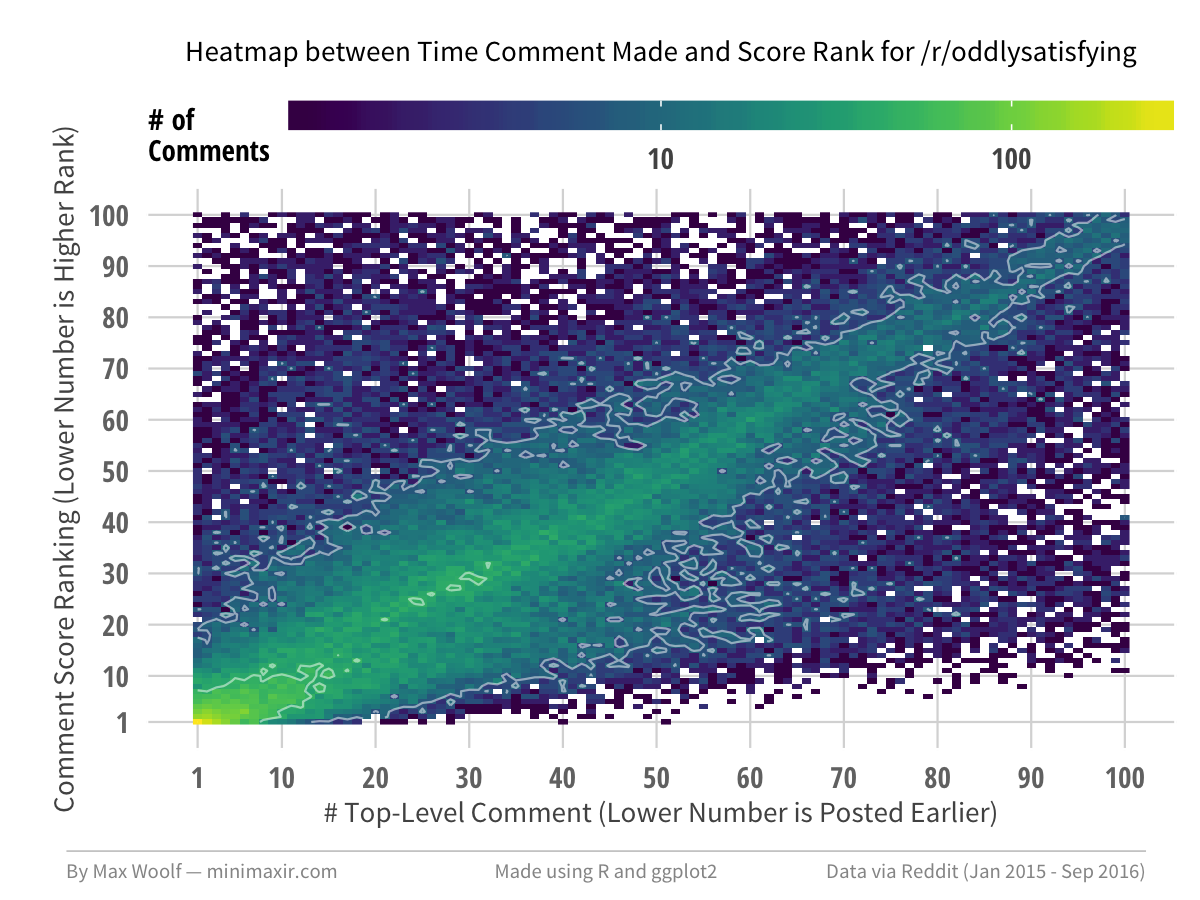 Heatmap between Time Comment Made and Score Rank for /r/oddlysatisfying
# of
Comments
10
100
Comment Score Ranking (Lower Number is Higher Rank)
100
90
80
70
60
50
40
30
20
10
1
1 10 20 30 40 50 60 70 80 90 100
# Top-Level Comment (Lower Number is Posted Earlier)
By Max Woolf — minimaxir.com
Made using R and ggplot2
Data via Reddit (Jan 2015 - Sep 2016)